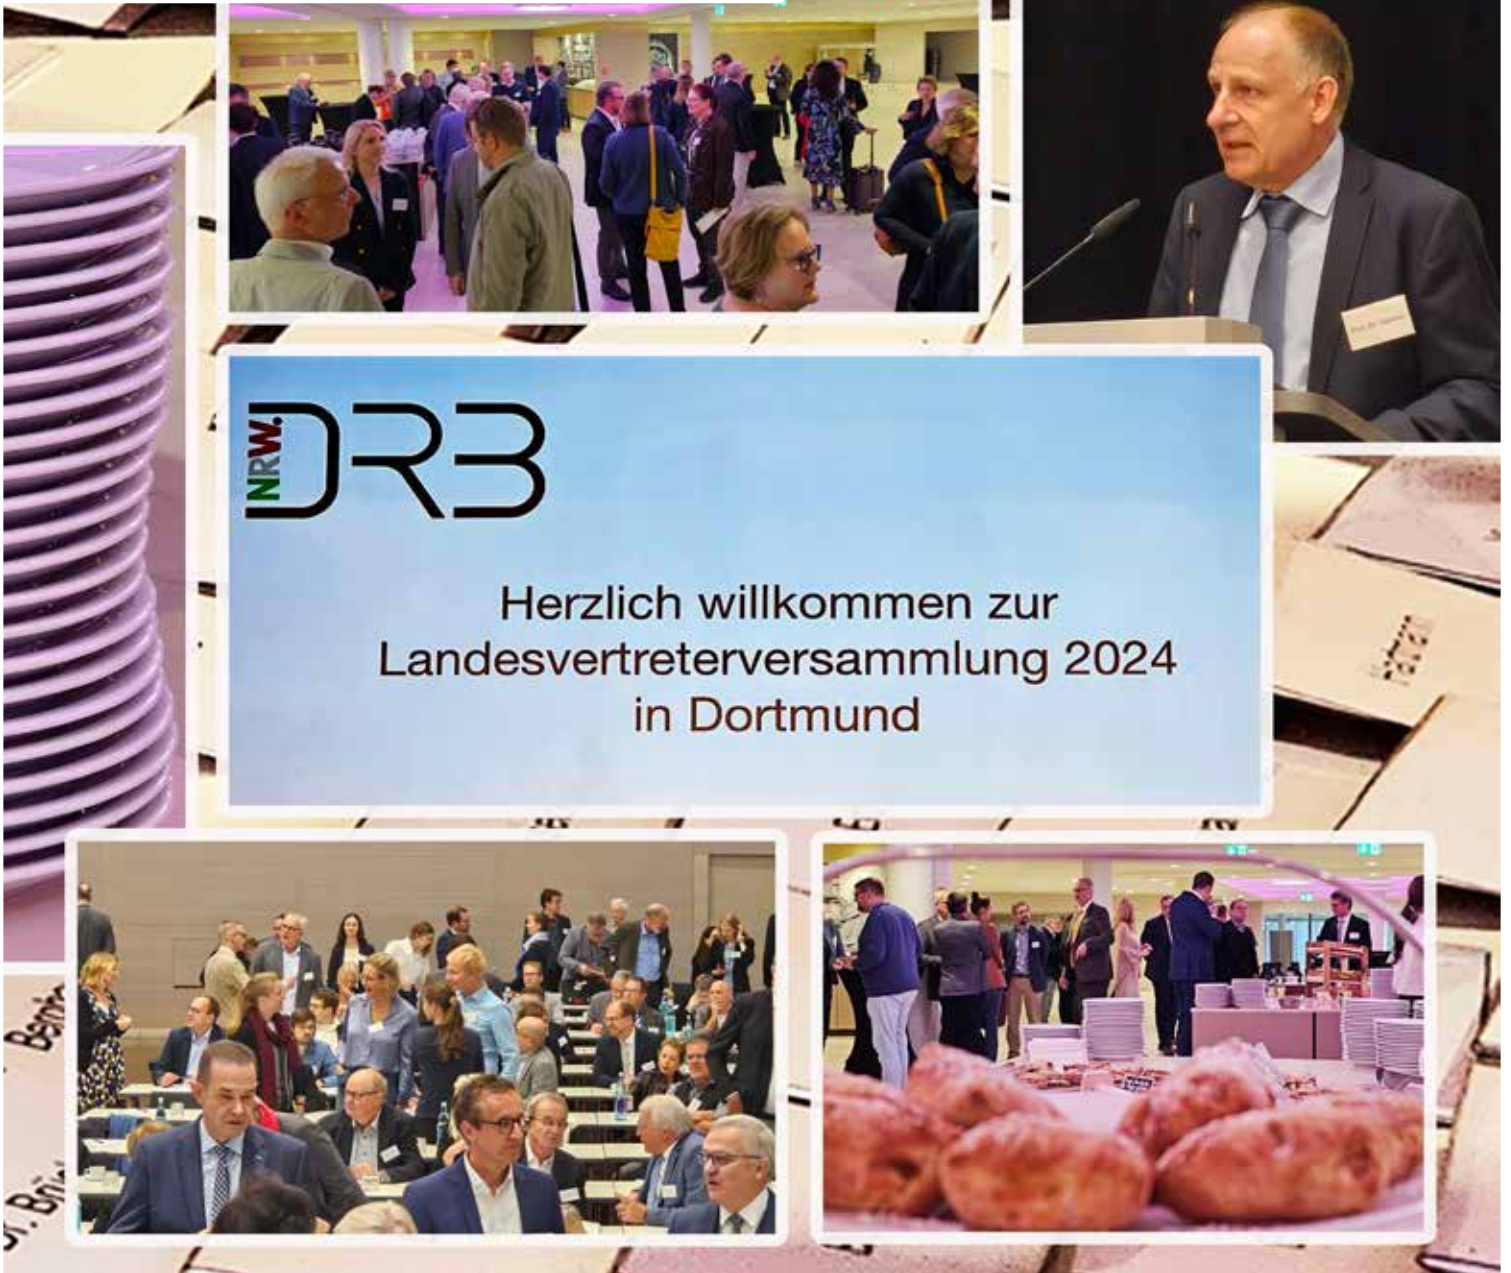 NRW.
DRB
Herzlich willkommen zur
Landesvertreterversammlung 2024
in Dortmund